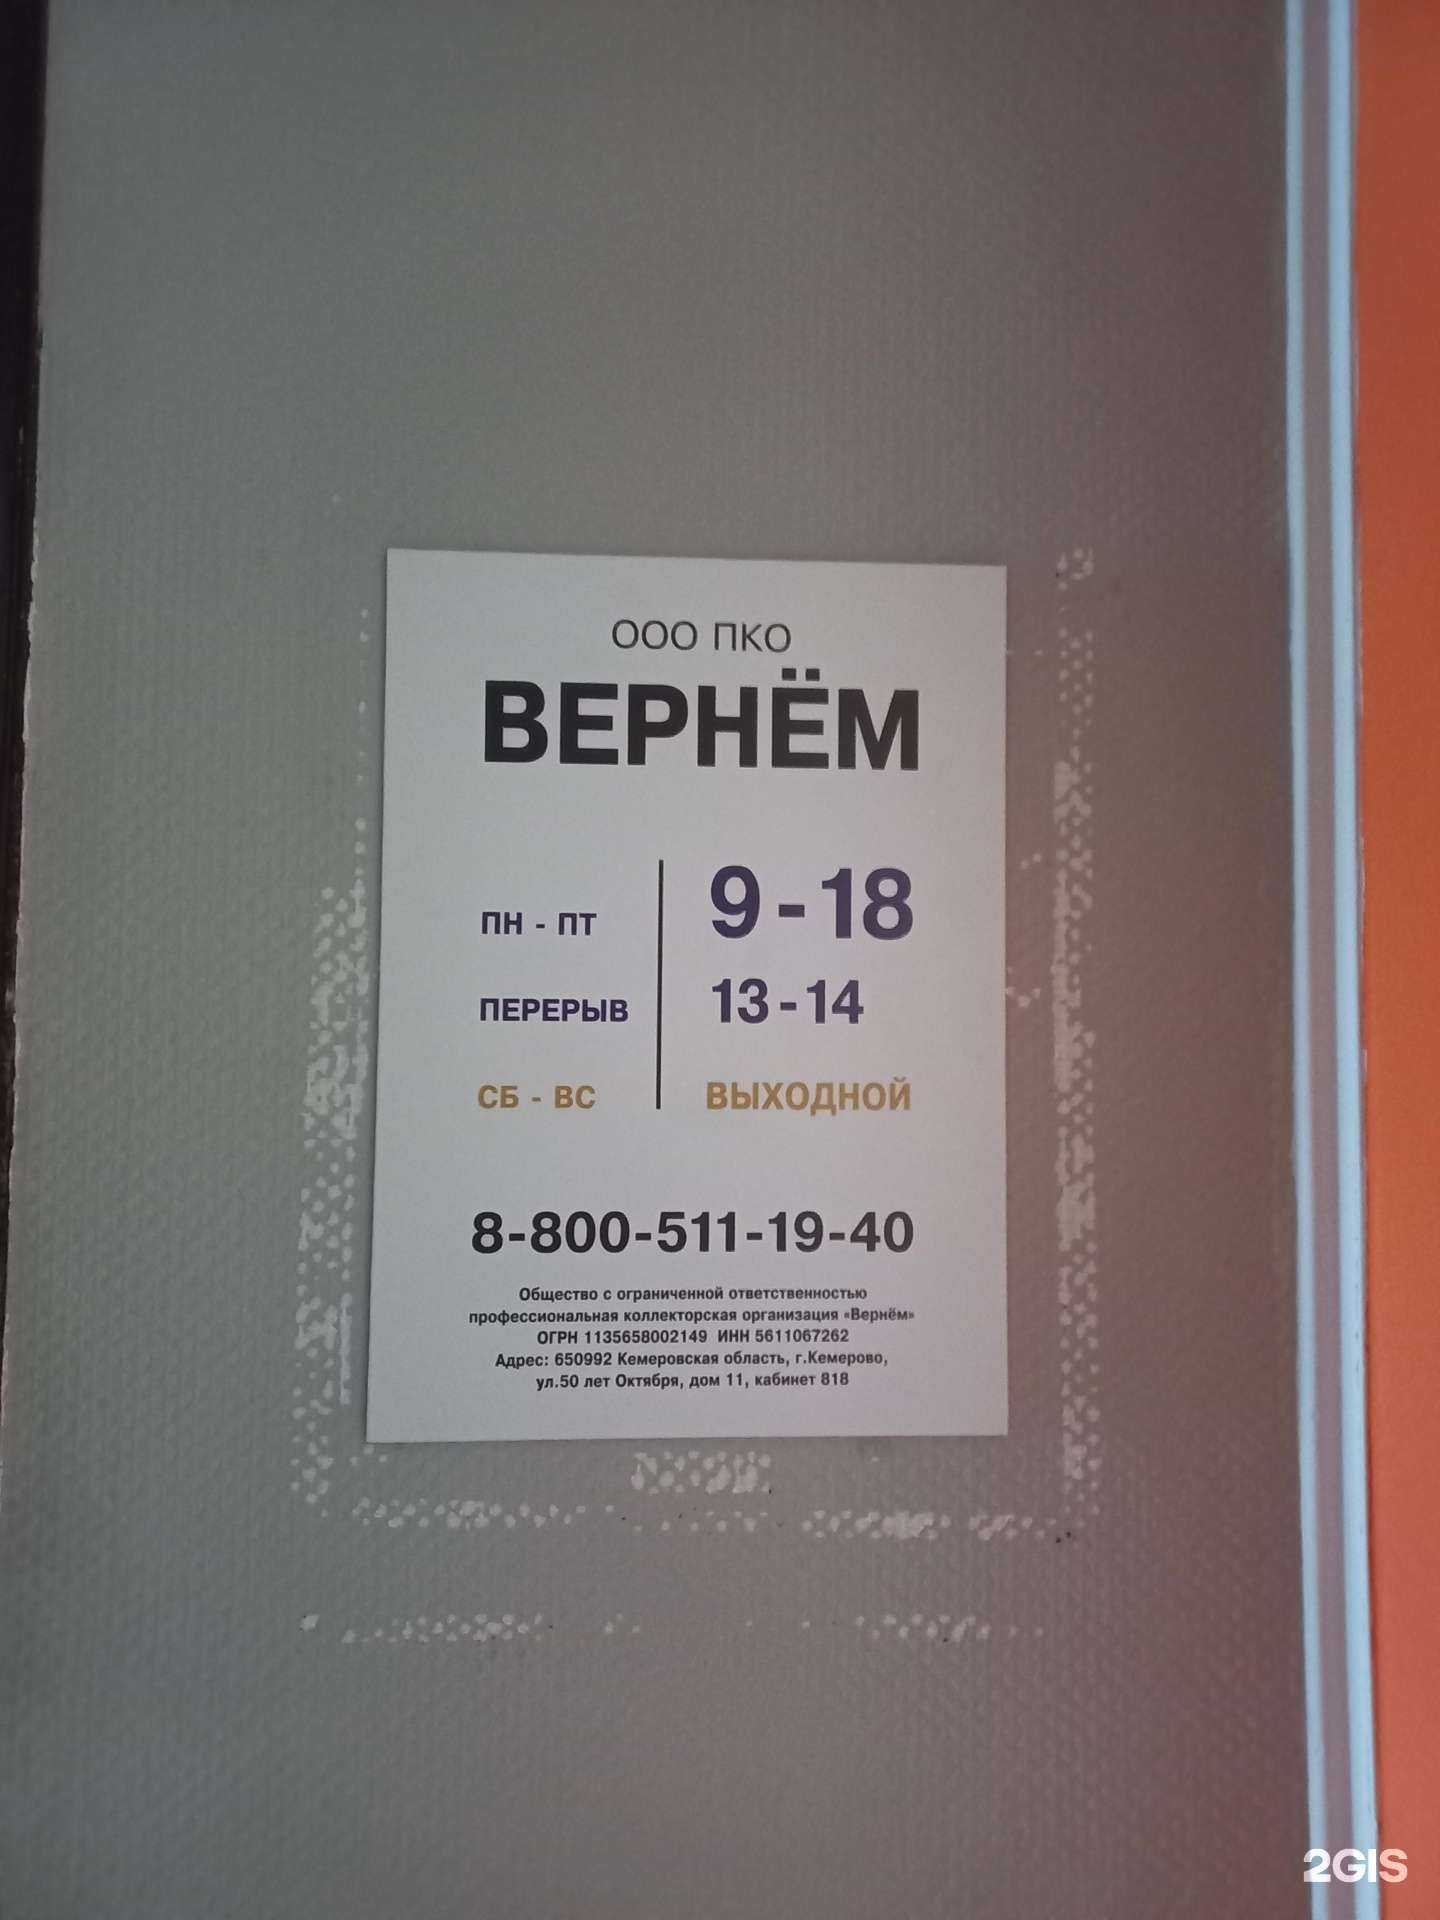 ООО ПКО
ВЕРНЁМ
ПН - ПТ 9 - 18
ПЕРЕРЫВ 13 - 14
СБ - ВС ВЫХОДНОЙ
8-800-511-19-40
Общество с ограниченной ответственностью
профессиональная коллекторская организация «Вернём»
ОГРН 1135658002149 ИНН 5611067262
Адрес: 650992 Кемеровская область, г.Кемерово,
ул.50 лет Октября, дом 11, кабинет 818
2GIS